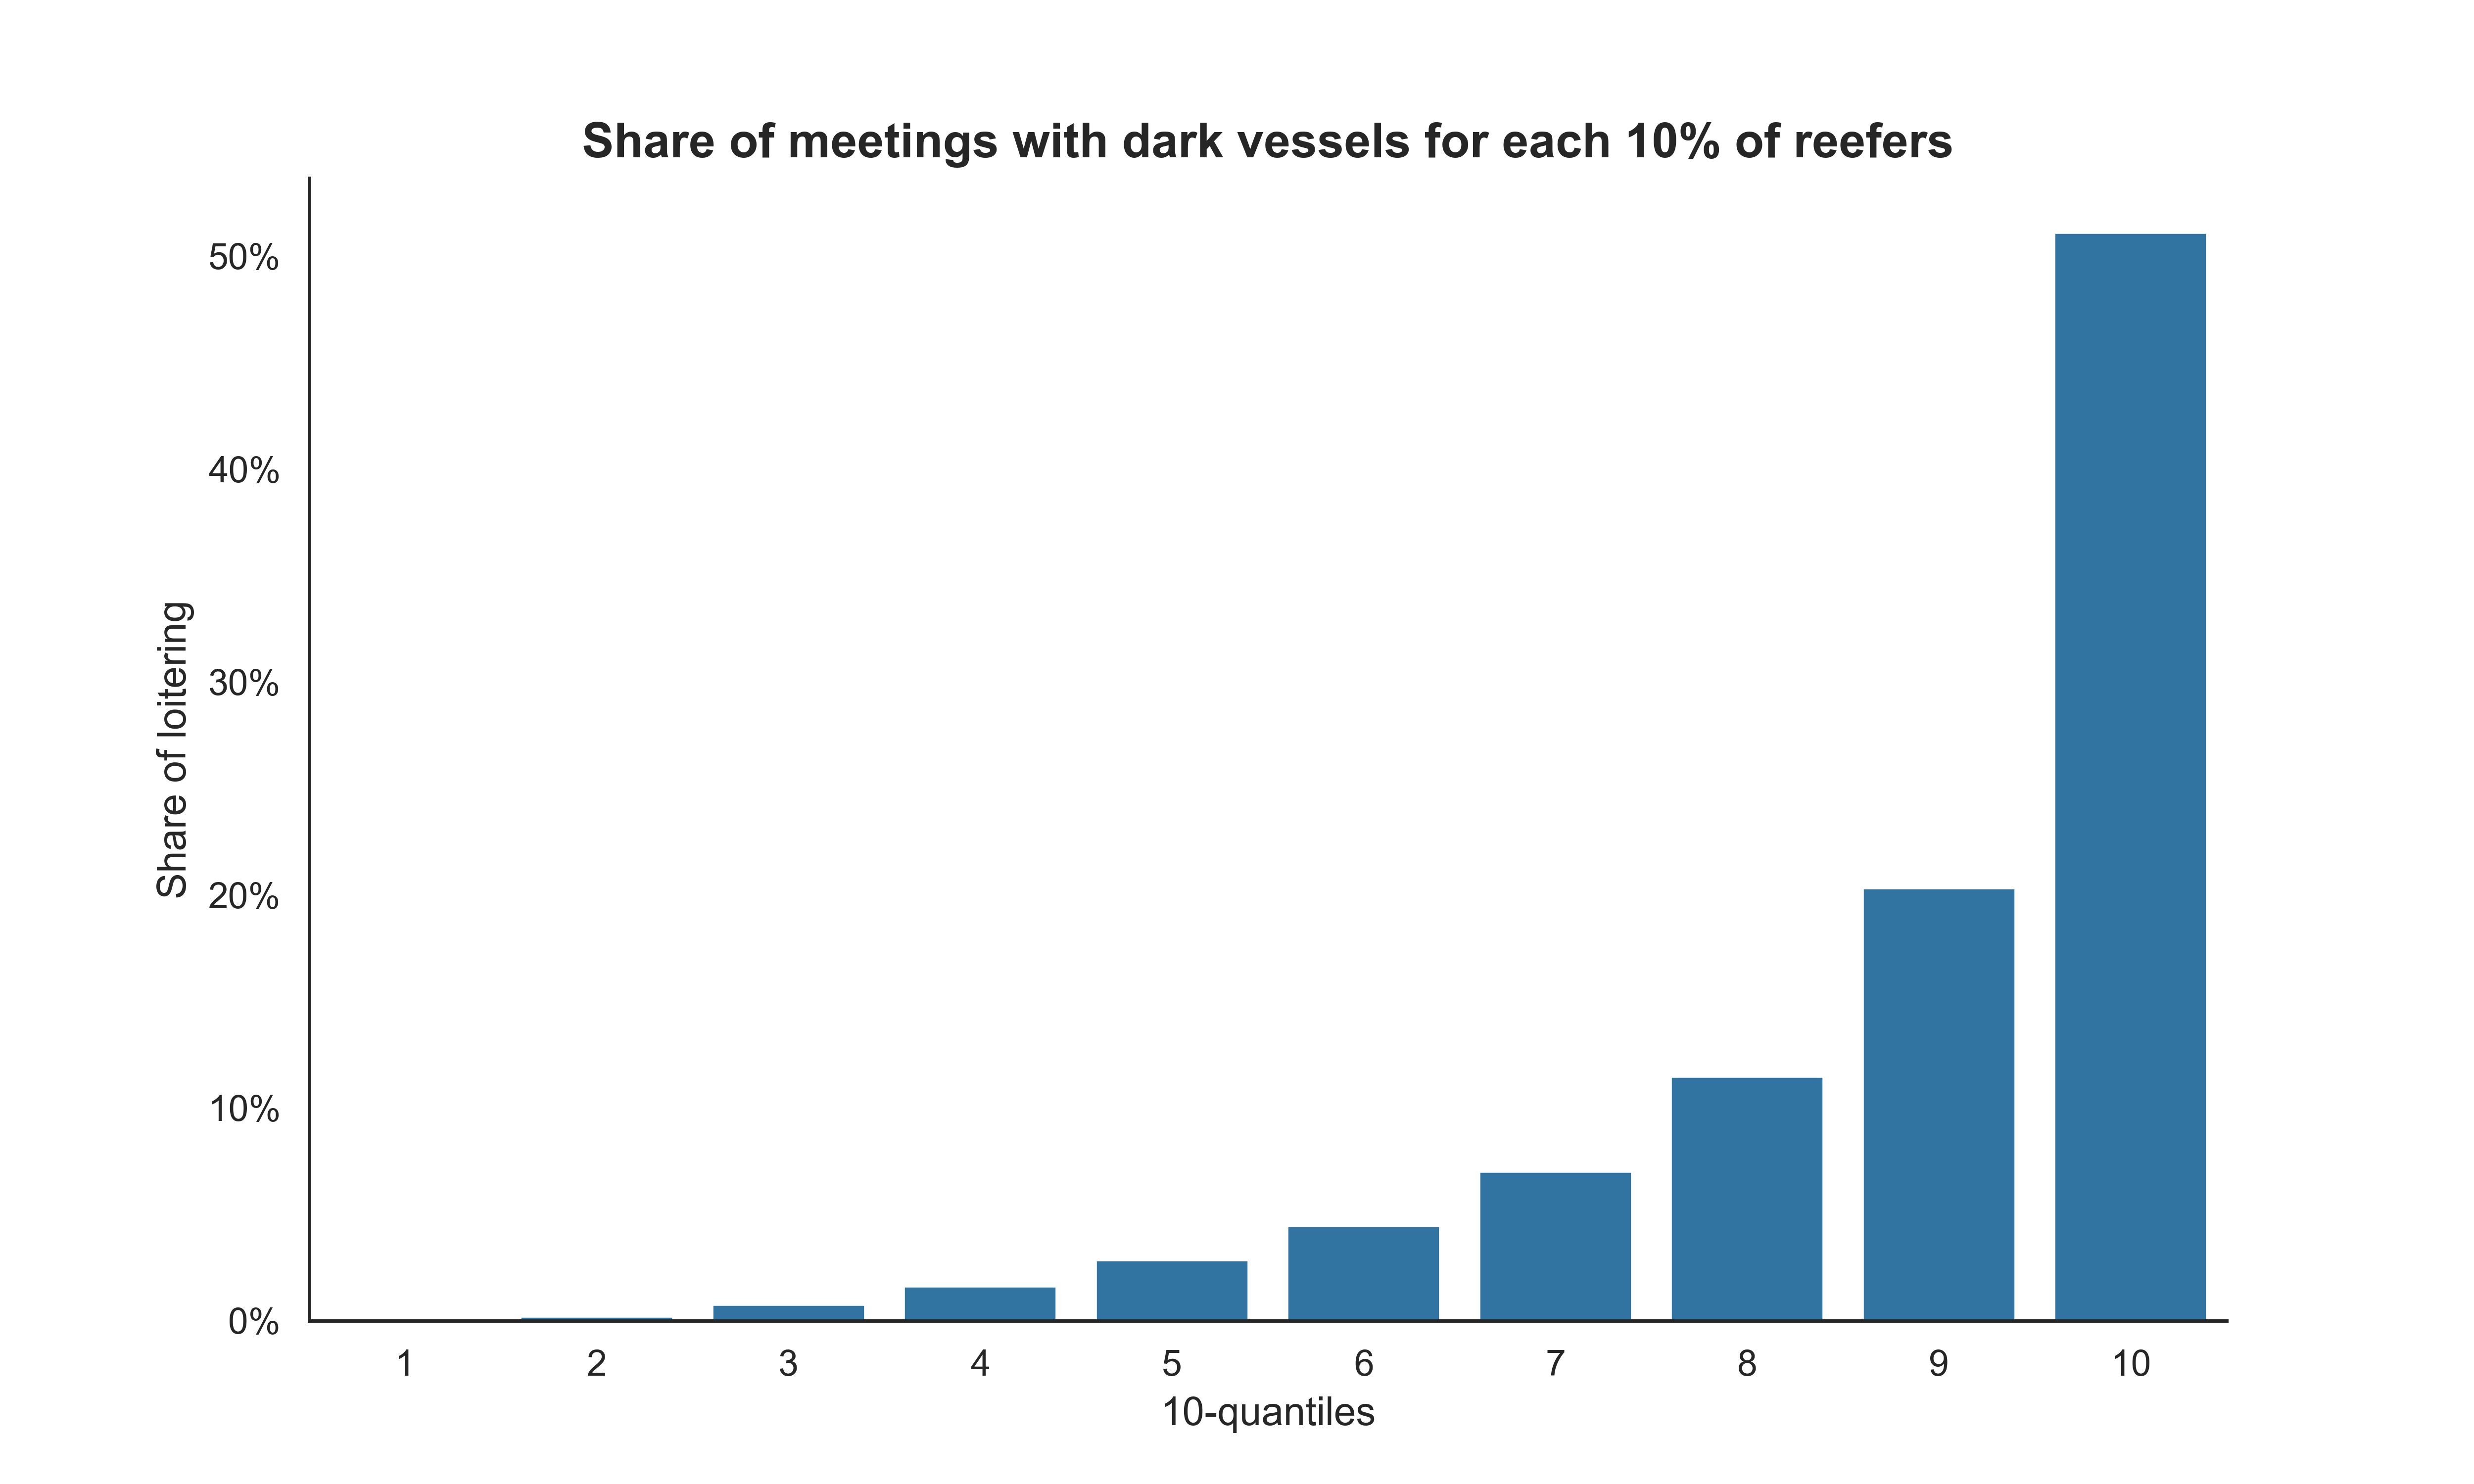 Share of meetings with dark vessels for each 10% of reefers
Share of loitering
50%
40%
30%
20%
10%
0%
1 2 3 4 5 6 7 8 9 10
10-quantiles